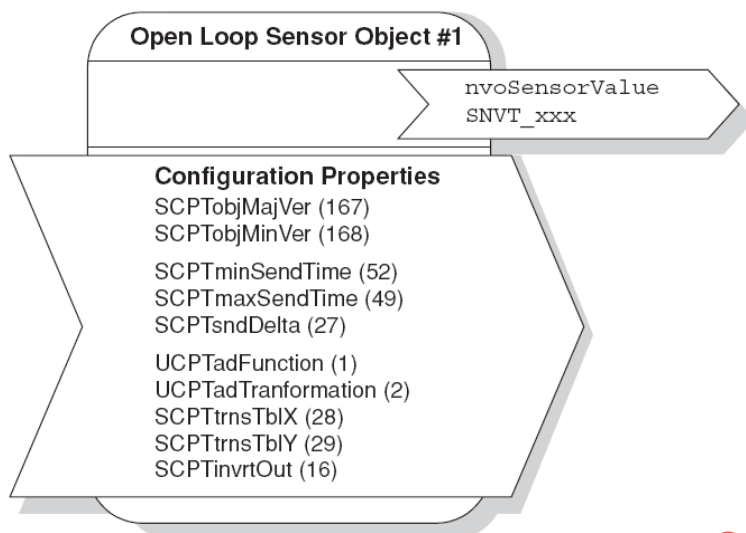 Open Loop Sensor Object #1
nvoSensorValue
SNVT_xxx
Configuration Properties
SCPTobjMajVer (167)
SCPTobjMinVer (168)
SCPTminSendTime (52)
SCPTmaxSendTime (49)
SCPTsndDelta (27)
UCPTadFunction (1)
UCPTadTranformation (2)
SCPTtrnsTblX (28)
SCPTtrnsTblY (29)
SCPTinvrtOut (16)